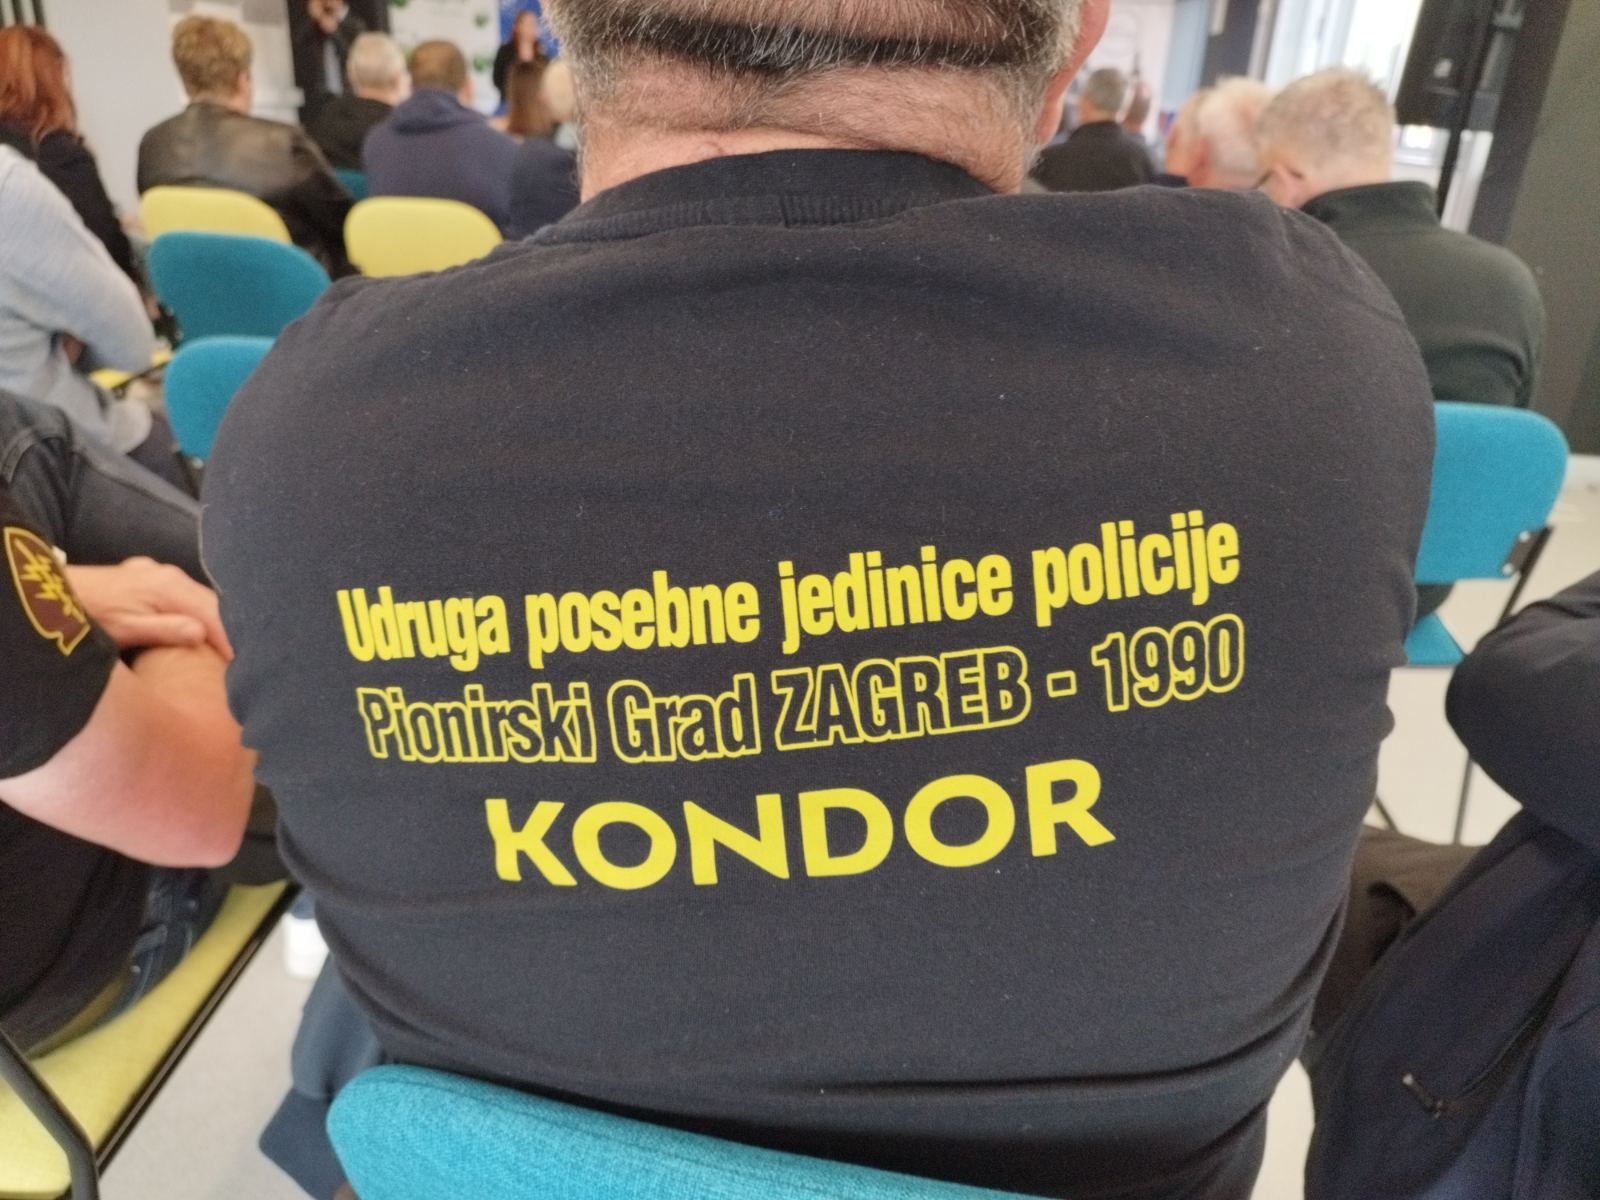 Udruga posebne jedinice policije
Pionirski Grad ZAGREB - 1990
KONDOR